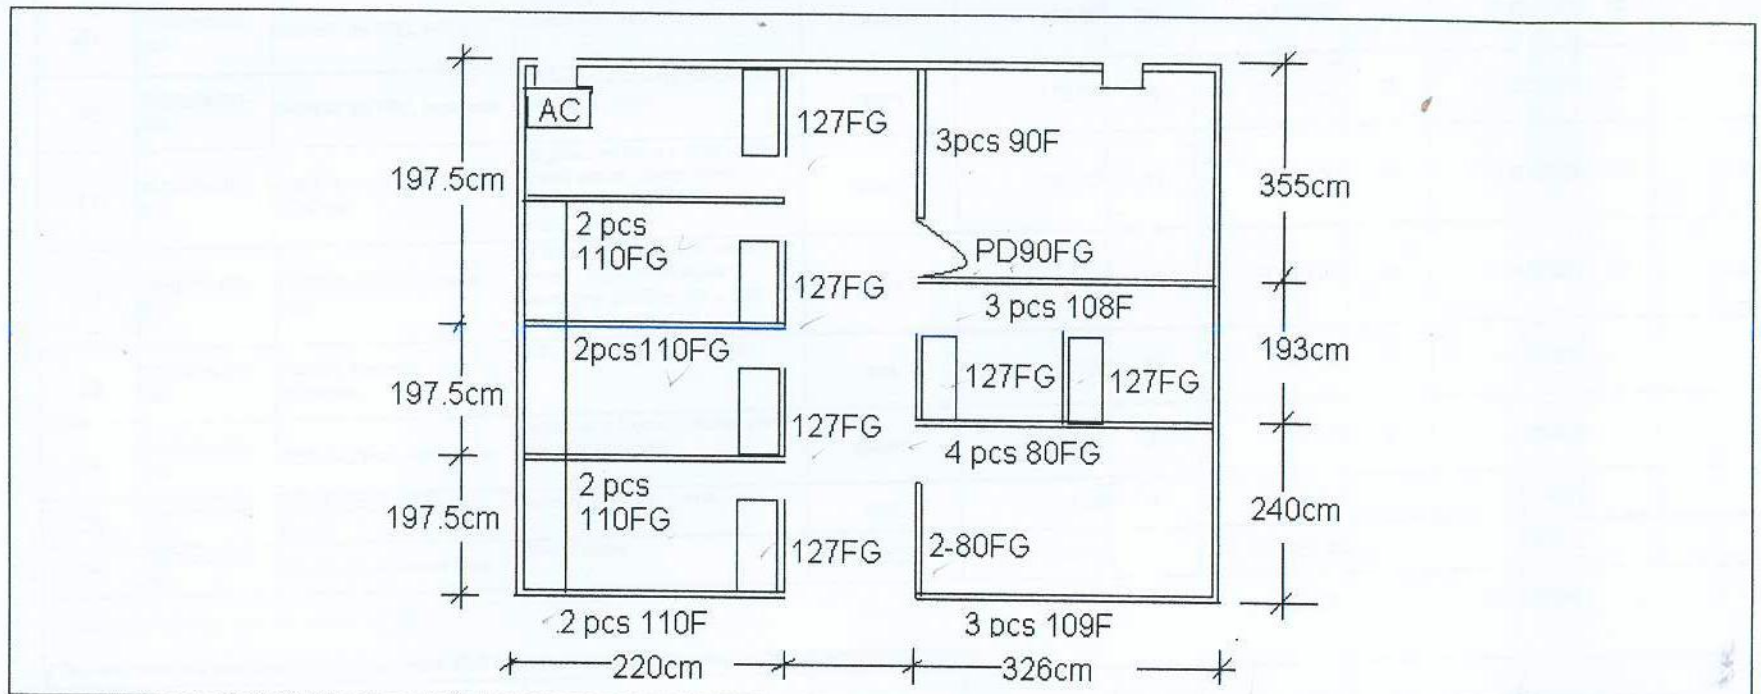 AC
127FG
3pcs 90F
197.5cm
355cm
2 pcs
110FG
PD90FG
127FG
3 pcs 108F
2pcs110FG
193cm
127FG
127FG
197.5cm
127FG
4 pcs 80FG
2 pcs
110FG
197.5cm
240cm
127FG
2-80FG
2 pcs 110F
3 pcs 109F
220cm
326cm